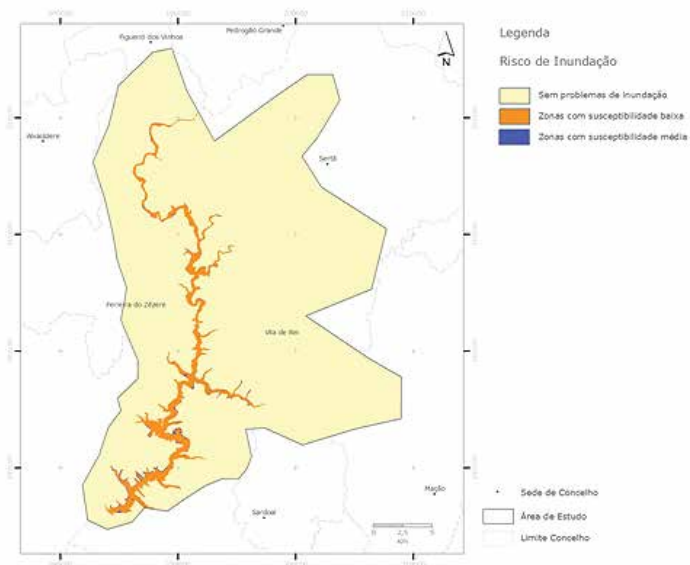 Figueiró dos Vinhos
Pedrogão Grande
N
Alvaiázere
Sertã
Ferreira do Zêzere
Vila de Rei
Mação
Sardoal
0 2,5 5
km
Legenda
Risco de Inundação
Sem problemas de Inundação
Zonas com susceptibilidade baixa
Zonas com susceptibilidade média
Sede de Concelho
Área de Estudo
Limite Concelho